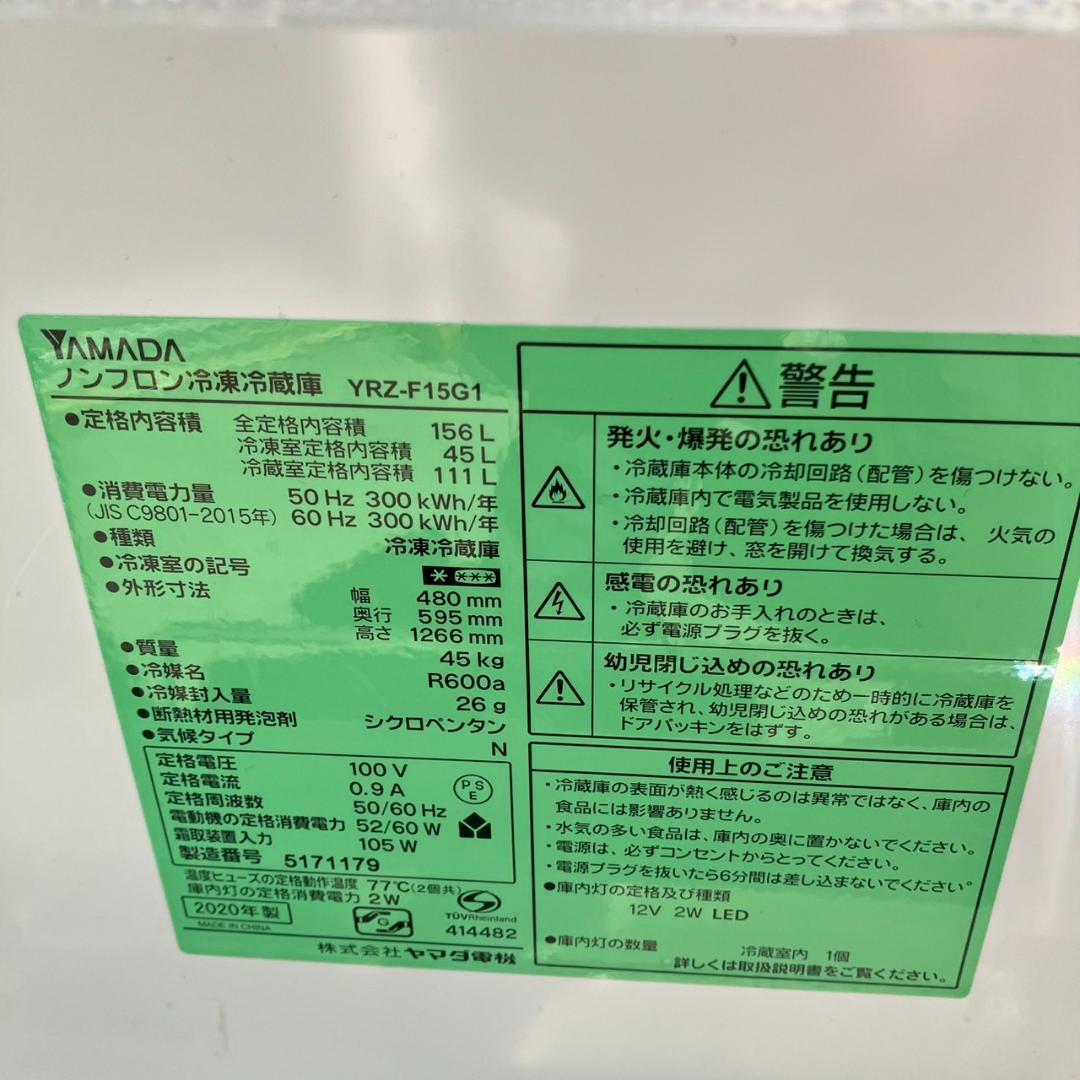 YAMADA
ノンフロン冷凍冷蔵庫 YRZ-F15G1
●定格内容積 全定格内容積 156 L
冷凍室定格内容積 45 L
冷蔵室定格内容積 111 L
●消費電力量 50 Hz 300 kWh/年
(JIS C9801-2015年) 60 Hz 300 kWh/年
●種類 冷凍冷蔵庫
●冷凍室の記号 * ***
●外形寸法 幅 480 mm
奥行 595 mm
高さ 1266 mm
●質量 45 kg
●冷媒名 R600a
●冷媒封入量 26 g
●断熱材用発泡剤 シクロペンタン
●気候タイプ N
定格電圧 100 V
定格電流 0.9 A
定格周波数 50/60 Hz
電動機の定格消費電力 52/60 W
霜取装置入力 105 W
製造番号 5171179
PS
E
温度ヒューズの定格動作温度 77℃(2個共)
庫内灯の定格消費電力 2W
2020年製
MADE IN CHINA
G
TÜVRheinland
414482
株式会社ヤマダ電機
警告
発火・爆発の恐れあり
・冷蔵庫本体の冷却回路(配管)を傷つけない。
・冷蔵庫内で電気製品を使用しない。
・冷却回路(配管)を傷つけた場合は、火気の
使用を避け、窓を開けて換気する。
感電の恐れあり
・冷蔵庫のお手入れのときは、
必ず電源プラグを抜く。
幼児閉じ込めの恐れあり
・リサイクル処理などのため一時的に冷蔵庫を
保管され、幼児閉じ込めの恐れがある場合は、
ドアパッキンをはずす。
使用上のご注意
・冷蔵庫の表面が熱く感じるのは異常ではなく、庫内の
食品には影響ありません。
・水気の多い食品は、庫内の奥に置かないでください。
・電源は、必ずコンセントからとってください。
・電源プラグを抜いたら6分間は差し込まないでください。
●庫内灯の定格及び種類
12V 2W LED
●庫内灯の数量 冷蔵室内 1個
詳しくは取扱説明書をご覧ください。